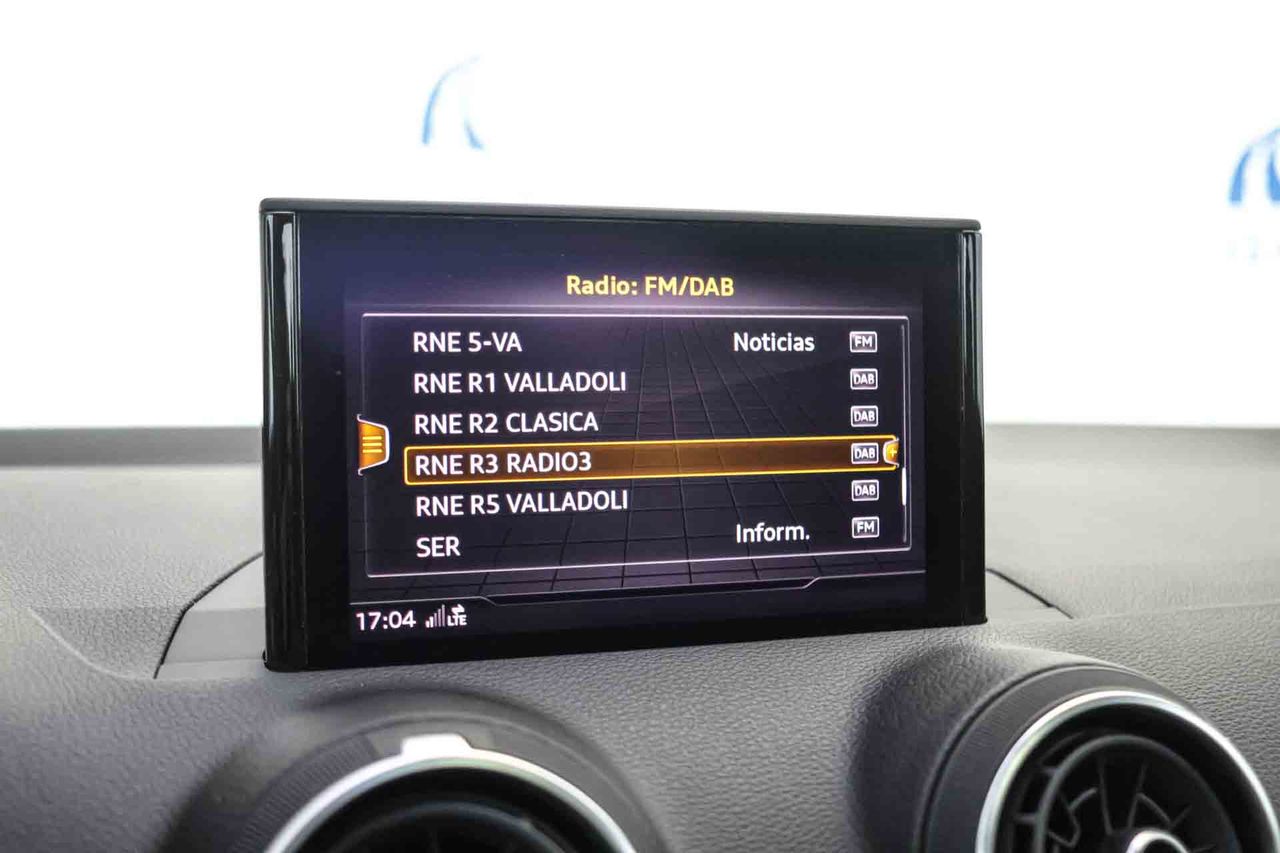 Radio: FM/DAB
RNE 5-VA Noticias FM
RNE R1 VALLADOLI DAB
RNE R2 CLASICA DAB
RNE R3 RADIO3 DAB
RNE R5 VALLADOLI DAB
SER Inform. FM
17:04 LTE